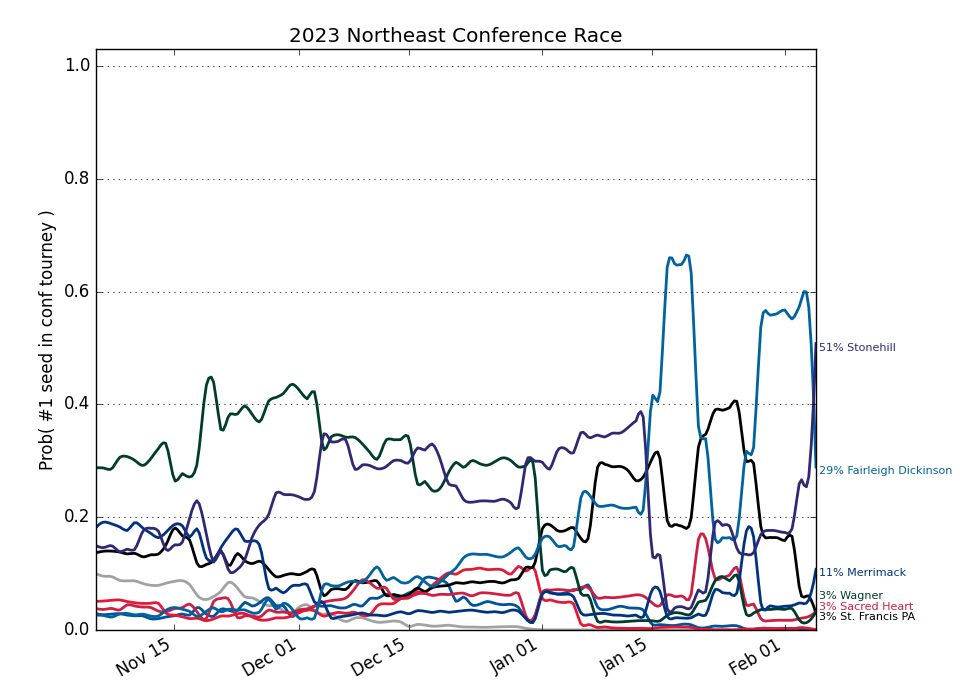 2023 Northeast Conference Race
Prob( #1 seed in conf tourney )
1.0
0.8
0.6
0.4
0.2
0.0
Nov 15
Dec 01
Dec 15
Jan 01
Jan 15
Feb 01
51% Stonehill
29% Fairleigh Dickinson
11% Merrimack
3% Wagner
3% Sacred Heart
3% St. Francis PA